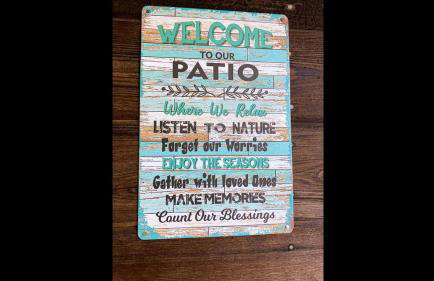 WELCOME
TO OUR
PATIO
Where We Relax
LISTEN TO NATURE
Forget our Worries
ENJOY THE SEASONS
Gather with loved Ones
MAKE MEMORIES
Count Our Blessings